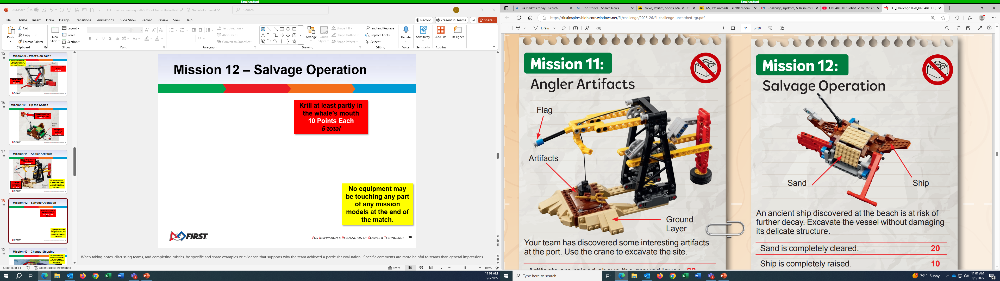 Unclassified
AutoSave
On
FLL Coaches Training - 2025 Robot Game Unearthed
No Label • Saved
Search
CJ
File
Home
Insert
Draw
Design
Transitions
Animations
Slide Show
Record
Review
View
Help
Record
Present in Teams
Share
Paste
Cut
Copy
Format Painter
Clipboard
New Slide
Layout
Reset
Section
Slides
18
Font
Text Direction
Align Text
Convert to SmartArt
Paragraph
Arrange
Quick Styles
Shape Fill
Shape Outline
Shape Effects
Drawing
Find and Replace
Replace Fonts
Select
Editing
Dictate
Voice
Sensitivity
Sensitivity
Add-ins
Add-ins
Designer
15
Mission 9 – What's on sale?
16
Mission 10 – Tip the Scales
17
Mission 11 – Angler Artifacts
18
Mission 12 – Salvage Operation
19
Mission 13 – Change Shipping
Mission 12 – Salvage Operation
Krill at least partly in
the whale's mouth
10 Points Each
5 total
No equipment may
be touching any part
of any mission
models at the end of
the match.
FIRST
FOR INSPIRATION & RECOGNITION OF SCIENCE & TECHNOLOGY
18
When taking notes, discussing teams, and completing rubrics, be specific and share examples or evidence that supports why the team achieved a particular evaluation.  Specific comments are more helpful to teams than general impressions.
Slide 18 of 31
Accessibility: Investigate
Notes
104%
11:01 AM
8/6/2025
Unclassified
us markets today - Search
Top stories - Search News
News, Politics, Sports, Mail & Lat
(27,195 unread) - is1c@aol.com
Challenge, Updates, & Resources
UNEARTHED Robot Game Missio
FLL_Challenge RGR_UNEARTHED
https://firstinspires.blob.core.windows.net/fll/challenge/2025-26/fll-challenge-unearthed-rgr.pdf
Draw
11
of 20
Mission 11:
Angler Artifacts
Flag
Artifacts
Ground
Layer
Your team has discovered some interesting artifacts
at the port. Use the crane to excavate the site.
Artifacts are raised above the ground layer. 20
Mission 12:
Salvage Operation
Sand
Ship
An ancient ship discovered at the beach is at risk of
further decay. Excavate the vessel without damaging
its delicate structure.
Sand is completely cleared. 20
Ship is completely raised. 10
Type here to search
79°F Sunny
11:01 AM
8/6/2025